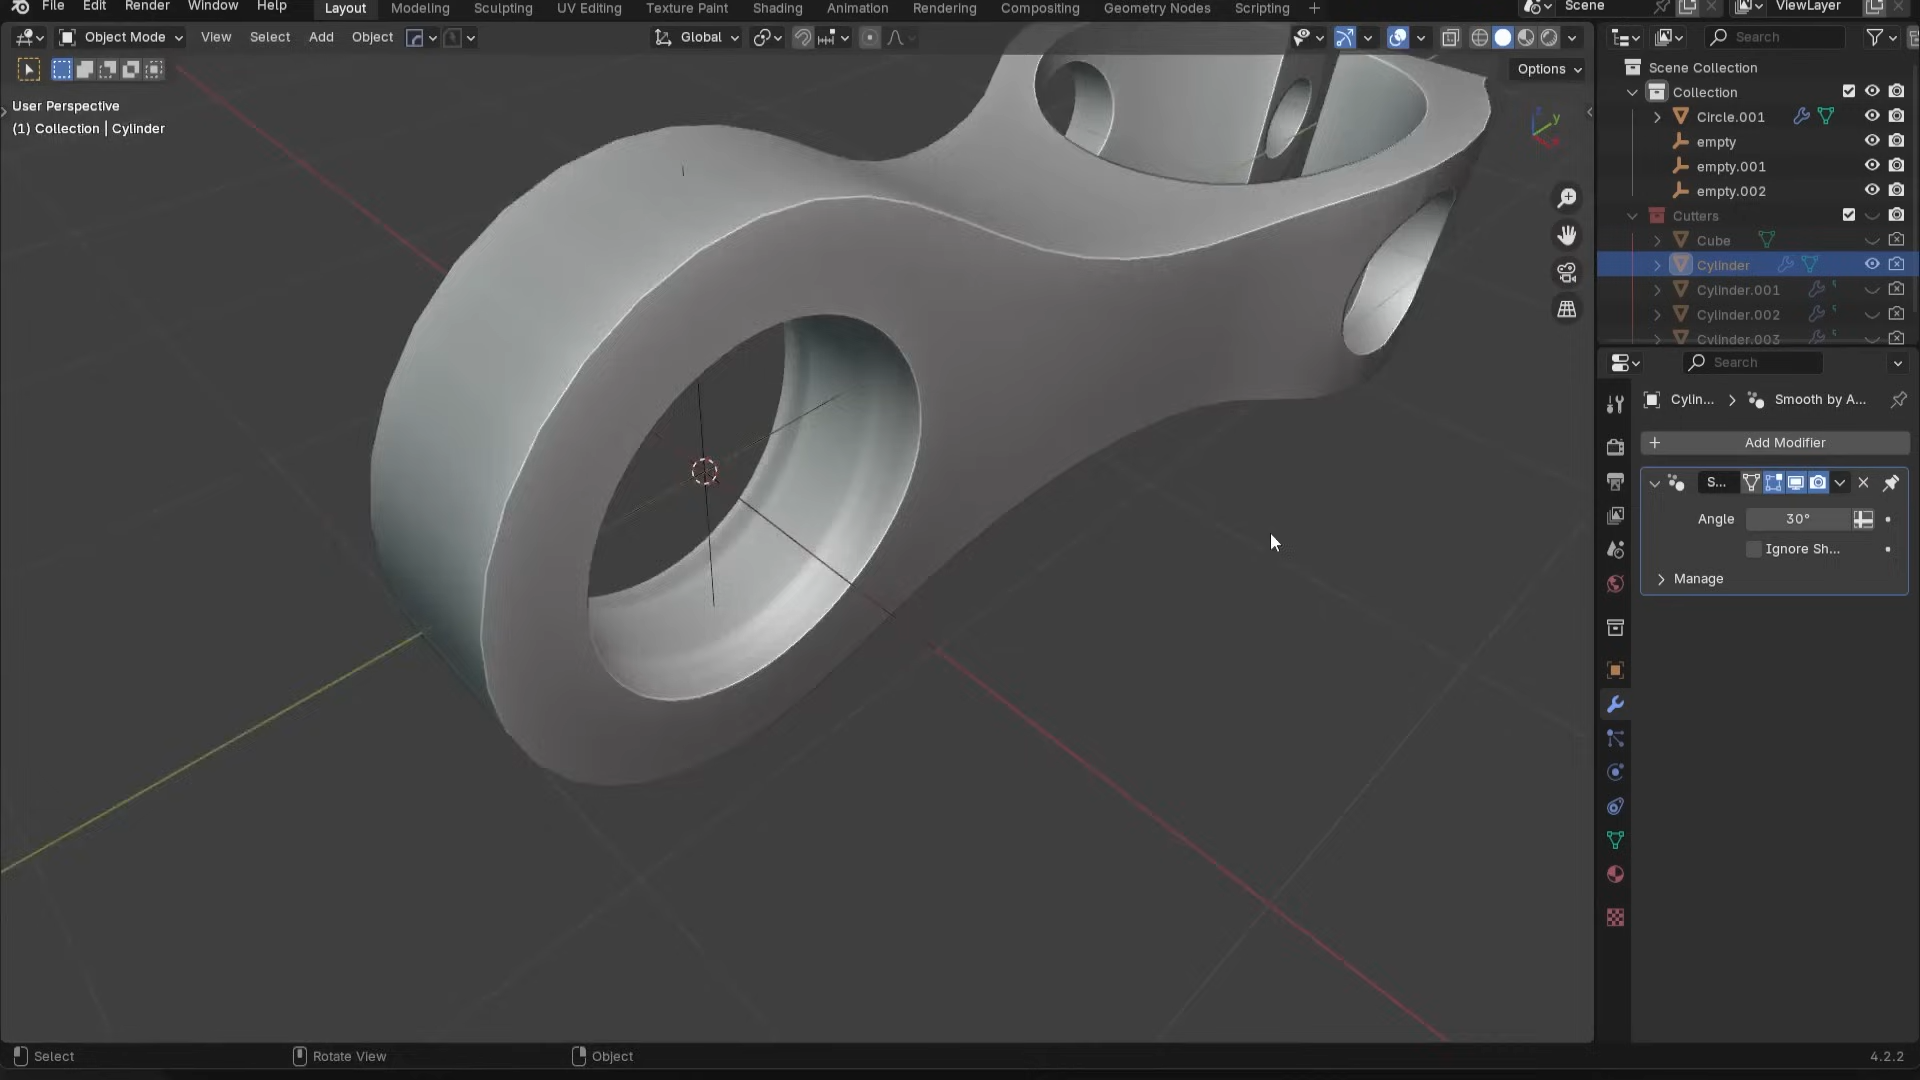 File Edit Render Window Help Layout Modeling Sculpting UV Editing Texture Paint Shading Animation Rendering Compositing Geometry Nodes Scripting + Scene ViewLayer
Object Mode View Select Add Object Global Search
Options
User Perspective
(1) Collection | Cylinder
y
Scene Collection
Collection
Circle.001
empty
empty.001
empty.002
Cutters
Cube
Cylinder
Cylinder.001
Cylinder.002
Cylinder.003
Search
Cylin... > Smooth by A...
+ Add Modifier
S...
Angle 30°
Ignore Sh...
Manage
Select Rotate View Object 4.2.2